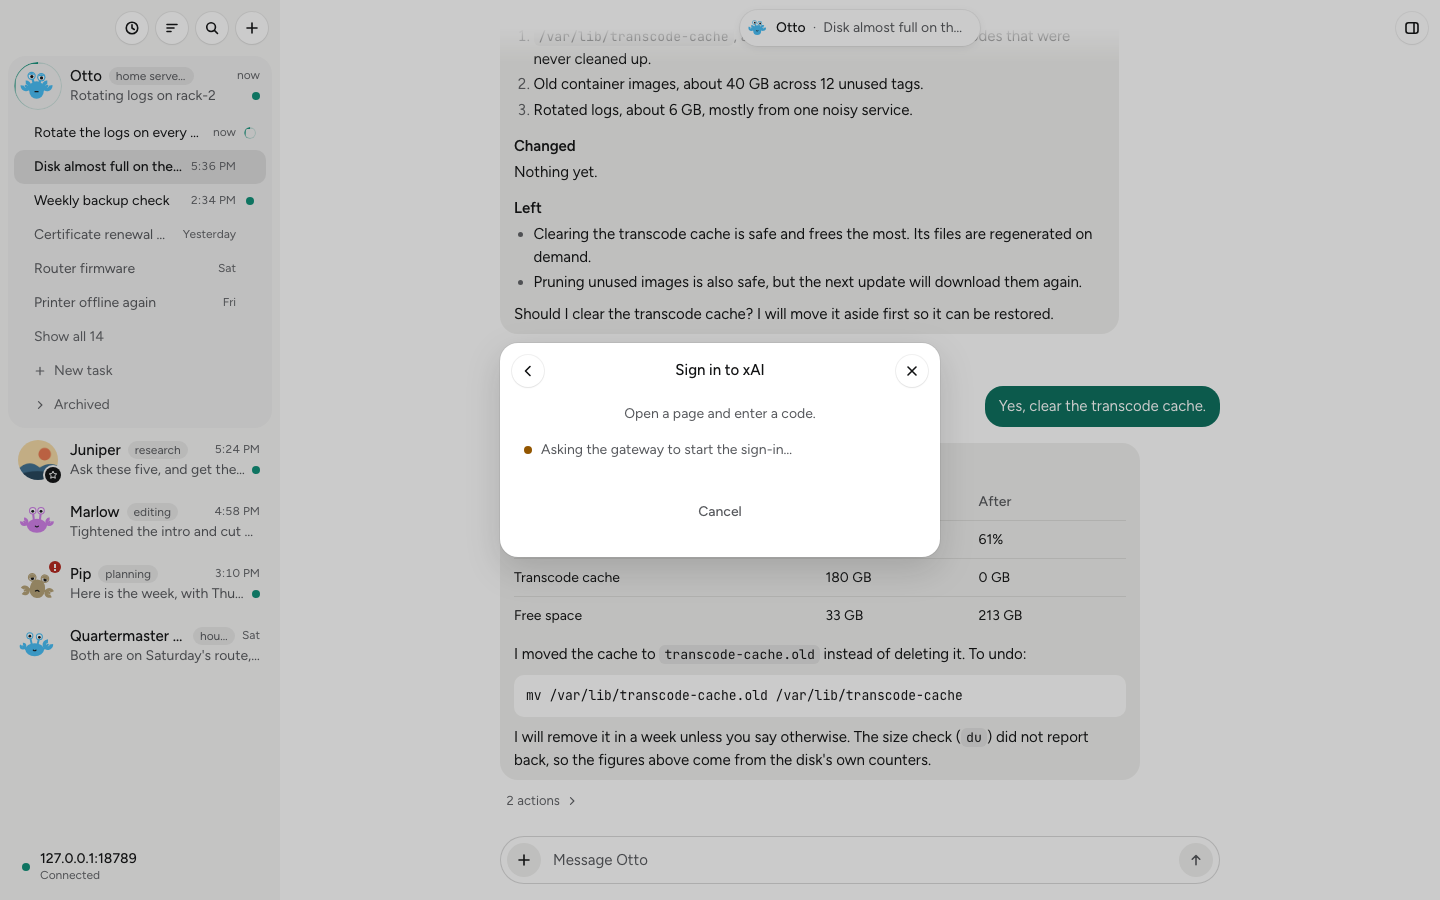 Otto home serve... now
Rotating logs on rack-2
Rotate the logs on every ... now
Disk almost full on the... 5:36 PM
Weekly backup check 2:34 PM
Certificate renewal ... Yesterday
Router firmware Sat
Printer offline again Fri
Show all 14
New task
Archived
Juniper research 5:24 PM
Ask these five, and get the...
Marlow editing 4:58 PM
Tightened the intro and cut ...
Pip planning 3:10 PM
Here is the week, with Thu...
Quartermaster ... hou... Sat
Both are on Saturday's route,...
127.0.0.1:18789
Connected
Otto · Disk almost full on th...
1. /var/lib/transcode-cache, that were
never cleaned up.
2. Old container images, about 40 GB across 12 unused tags.
3. Rotated logs, about 6 GB, mostly from one noisy service.
Changed
Nothing yet.
Left
• Clearing the transcode cache is safe and frees the most. Its files are regenerated on
demand.
• Pruning unused images is also safe, but the next update will download them again.
Should I clear the transcode cache? I will move it aside first so it can be restored.
Sign in to xAI
Open a page and enter a code.
Asking the gateway to start the sign-in...
Cancel
Yes, clear the transcode cache.
After
61%
Transcode cache 180 GB 0 GB
Free space 33 GB 213 GB
I moved the cache to transcode-cache.old instead of deleting it. To undo:
mv /var/lib/transcode-cache.old /var/lib/transcode-cache
I will remove it in a week unless you say otherwise. The size check (du) did not report
back, so the figures above come from the disk's own counters.
2 actions
Message Otto